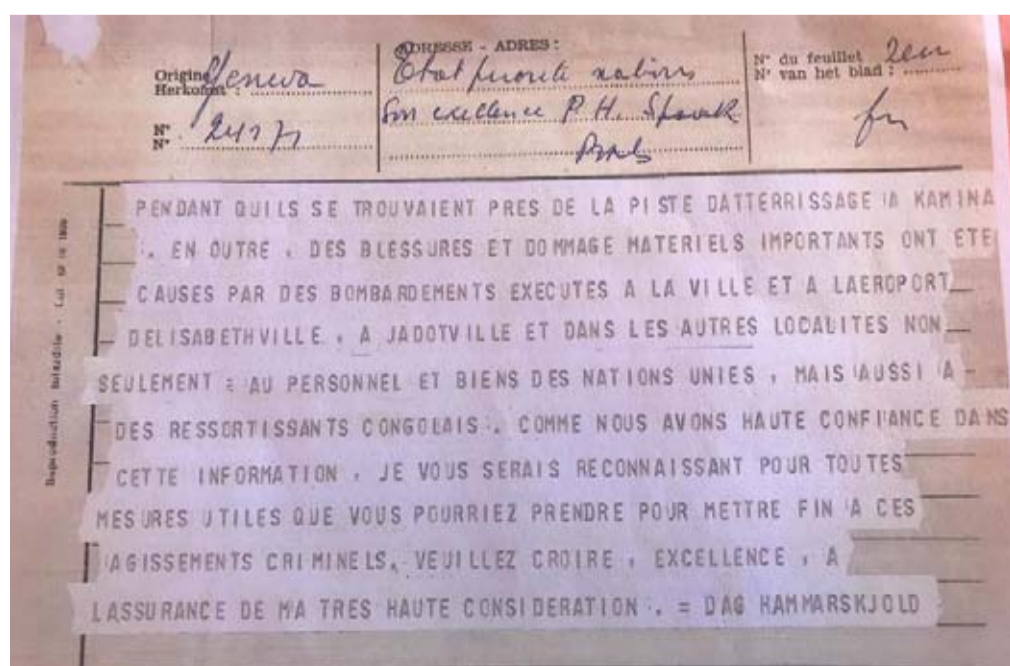 ADRESSE - ADRES :
Origine
Herkomst : Geneva
Etat priorite nations
Son excellence P. H. Spaak
N° du feuillet 2em
N° van het blad :
N°
N° 24171
PENDANT QUILS SE TROUVAIENT PRES DE LA PISTE DATTERRISSAGE A KAMINA
. EN OUTRE , DES BLESSURES ET DOMMAGE MATERIELS IMPORTANTS ONT ETE
CAUSES PAR DES BOMBARDEMENTS EXECUTES A LA VILLE ET A LAEROPORT
DELISABETHVILLE , A JADOTVILLE ET DANS LES AUTRES LOCALITES NON
SEULEMENT = AU PERSONNEL ET BIENS DES NATIONS UNIES , MAIS AUSSI A -
DES RESSORTISSANTS CONGOLAIS . COMME NOUS AVONS HAUTE CONFIANCE DANS
CETTE INFORMATION , JE VOUS SERAIS RECONNAISSANT POUR TOUTES
MESURES UTILES QUE VOUS POURRIEZ PRENDRE POUR METTRE FIN A CES
AGISSEMENTS CRIMINELS, VEUILLEZ CROIRE , EXCELLENCE , A
LASSURANCE DE MA TRES HAUTE CONSIDERATION . = DAG HAMMARSKJOLD
Reproduction interdite